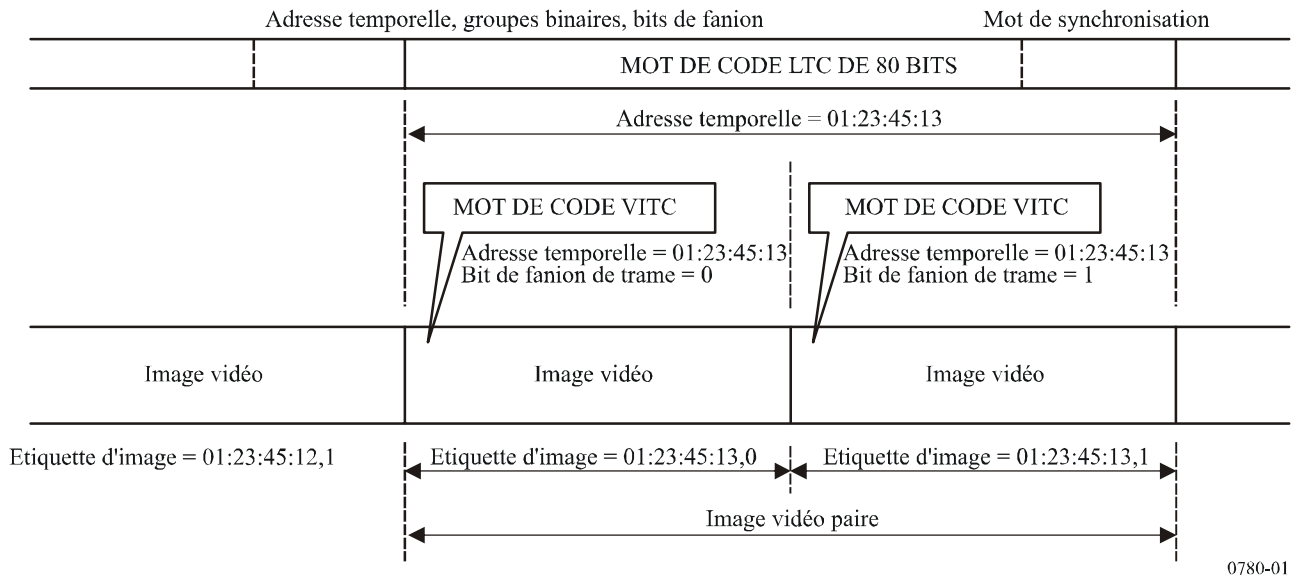 Adresse temporelle, groupes binaires, bits de fanion
Mot de synchronisation
MOT DE CODE LTC DE 80 BITS
Adresse temporelle = 01:23:45:13
MOT DE CODE VITC
Adresse temporelle = 01:23:45:13
Bit de fanion de trame = 0
MOT DE CODE VITC
Adresse temporelle = 01:23:45:13
Bit de fanion de trame = 1
Image vidéo
Image vidéo
Image vidéo
Etiquette d'image = 01:23:45:12,1
Etiquette d'image = 01:23:45:13,0
Etiquette d'image = 01:23:45:13,1
Image vidéo paire
0780-01